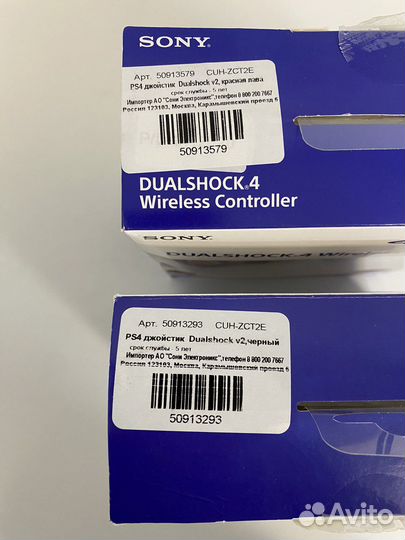 SONY
Арт. 50913579 CUH-ZCT2E
PS4 джойстик Dualshock v2, красная лава
срок службы - 5 лет
Импортер АО "Сони Электроникс",телефон 8 800 200 7667
Россия 123103, Москва, Карамышевский проезд 6
50913579
DUALSHOCK®4
Wireless Controller
SONY
DUALSHOCK®4
Арт. 50913293 CUH-ZCT2E
PS4 джойстик Dualshock v2,черный
срок службы - 5 лет
Импортер АО "Сони Электроникс",телефон 8 800 200 7667
Россия 123103, Москва, Карамышевский проезд 6
50913293
Avito